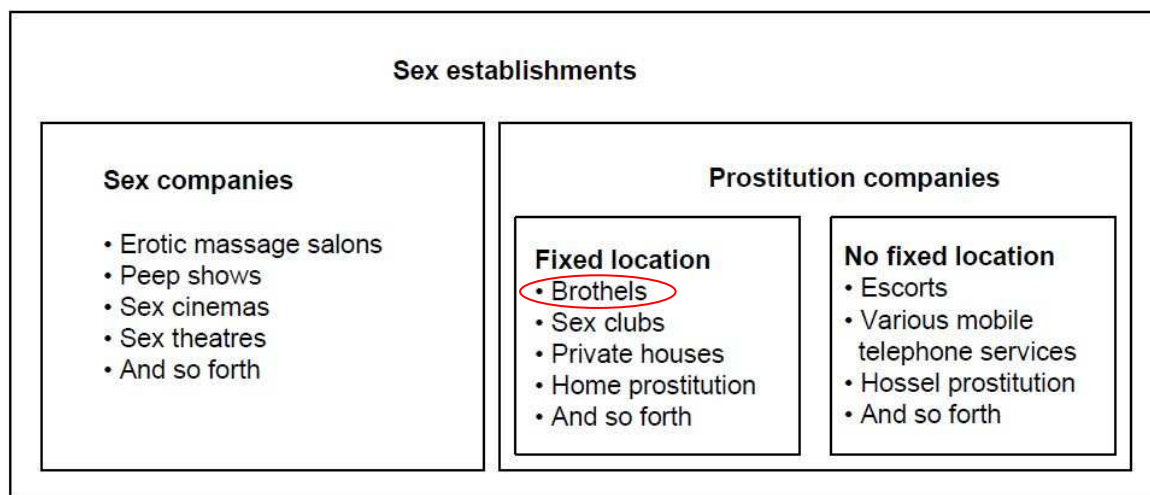 Sex establishments
Sex companies
• Erotic massage salons
• Peep shows
• Sex cinemas
• Sex theatres
• And so forth
Prostitution companies
Fixed location
• Brothels
• Sex clubs
• Private houses
• Home prostitution
• And so forth
No fixed location
• Escorts
• Various mobile
telephone services
• Hossel prostitution
• And so forth